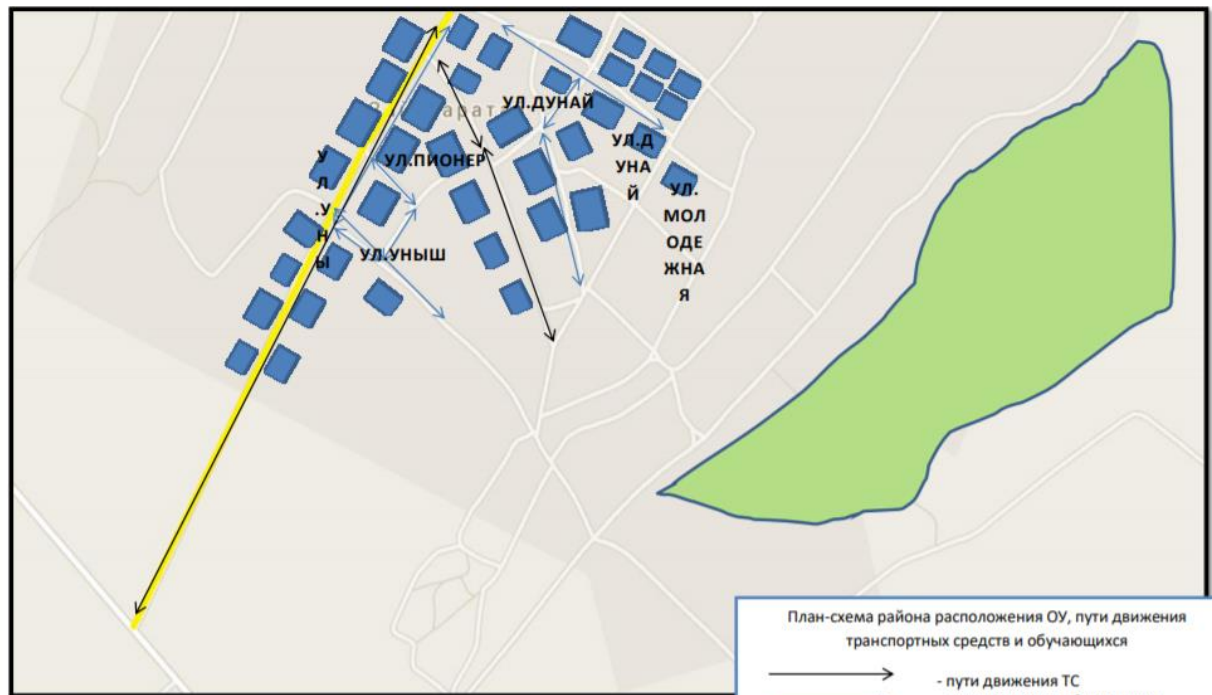 УЛ.ДУНАЙ
УЛ.Д
УНАЙ
УЛ.ПИОНЕР
У
Л
.У
Н
Ы
УЛ.
МОЛ
ОДЕ
ЖНА
Я
УЛ.УНЫШ
План-схема района расположения ОУ, пути движения
транспортных средств и обучающихся
- пути движения ТС